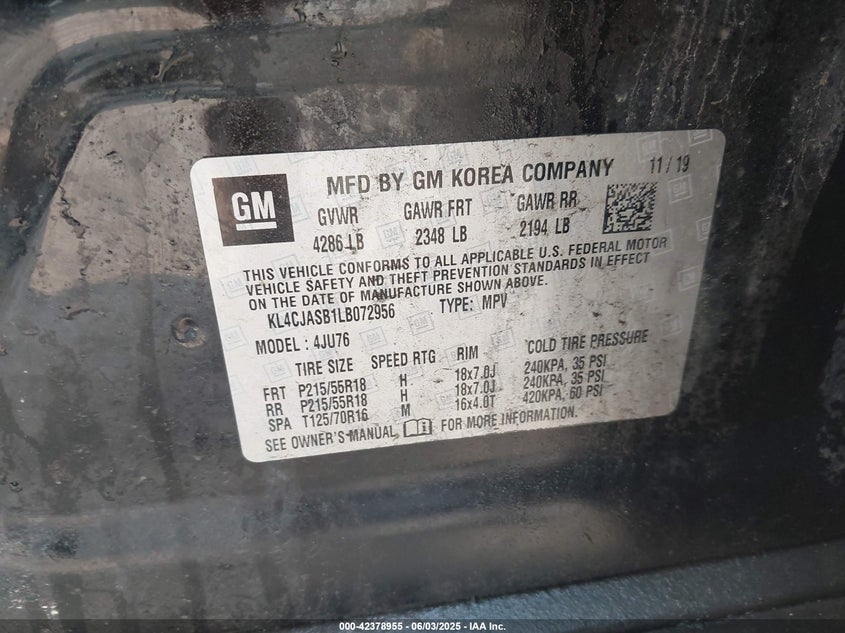 GM
MFD BY GM KOREA COMPANY 11 / 19
GVWR GAWR FRT GAWR RR
4286 LB 2348 LB 2194 LB
THIS VEHICLE CONFORMS TO ALL APPLICABLE U.S. FEDERAL MOTOR
VEHICLE SAFETY AND THEFT PREVENTION STANDARDS IN EFFECT
ON THE DATE OF MANUFACTURE SHOWN ABOVE.
KL4CJASB1LB072956 TYPE: MPV
MODEL : 4JU76
TIRE SIZE SPEED RTG RIM COLD TIRE PRESSURE
FRT P215/55R18 H 18x7.0J 240KPA, 35 PSI
RR P215/55R18 H 18x7.0J 240KPA, 35 PSI
SPA T125/70R16 M 16x4.0T 420KPA, 60 PSI
SEE OWNER'S MANUAL FOR MORE INFORMATION.
000-42378955 - 06/03/2025 - IAA Inc.